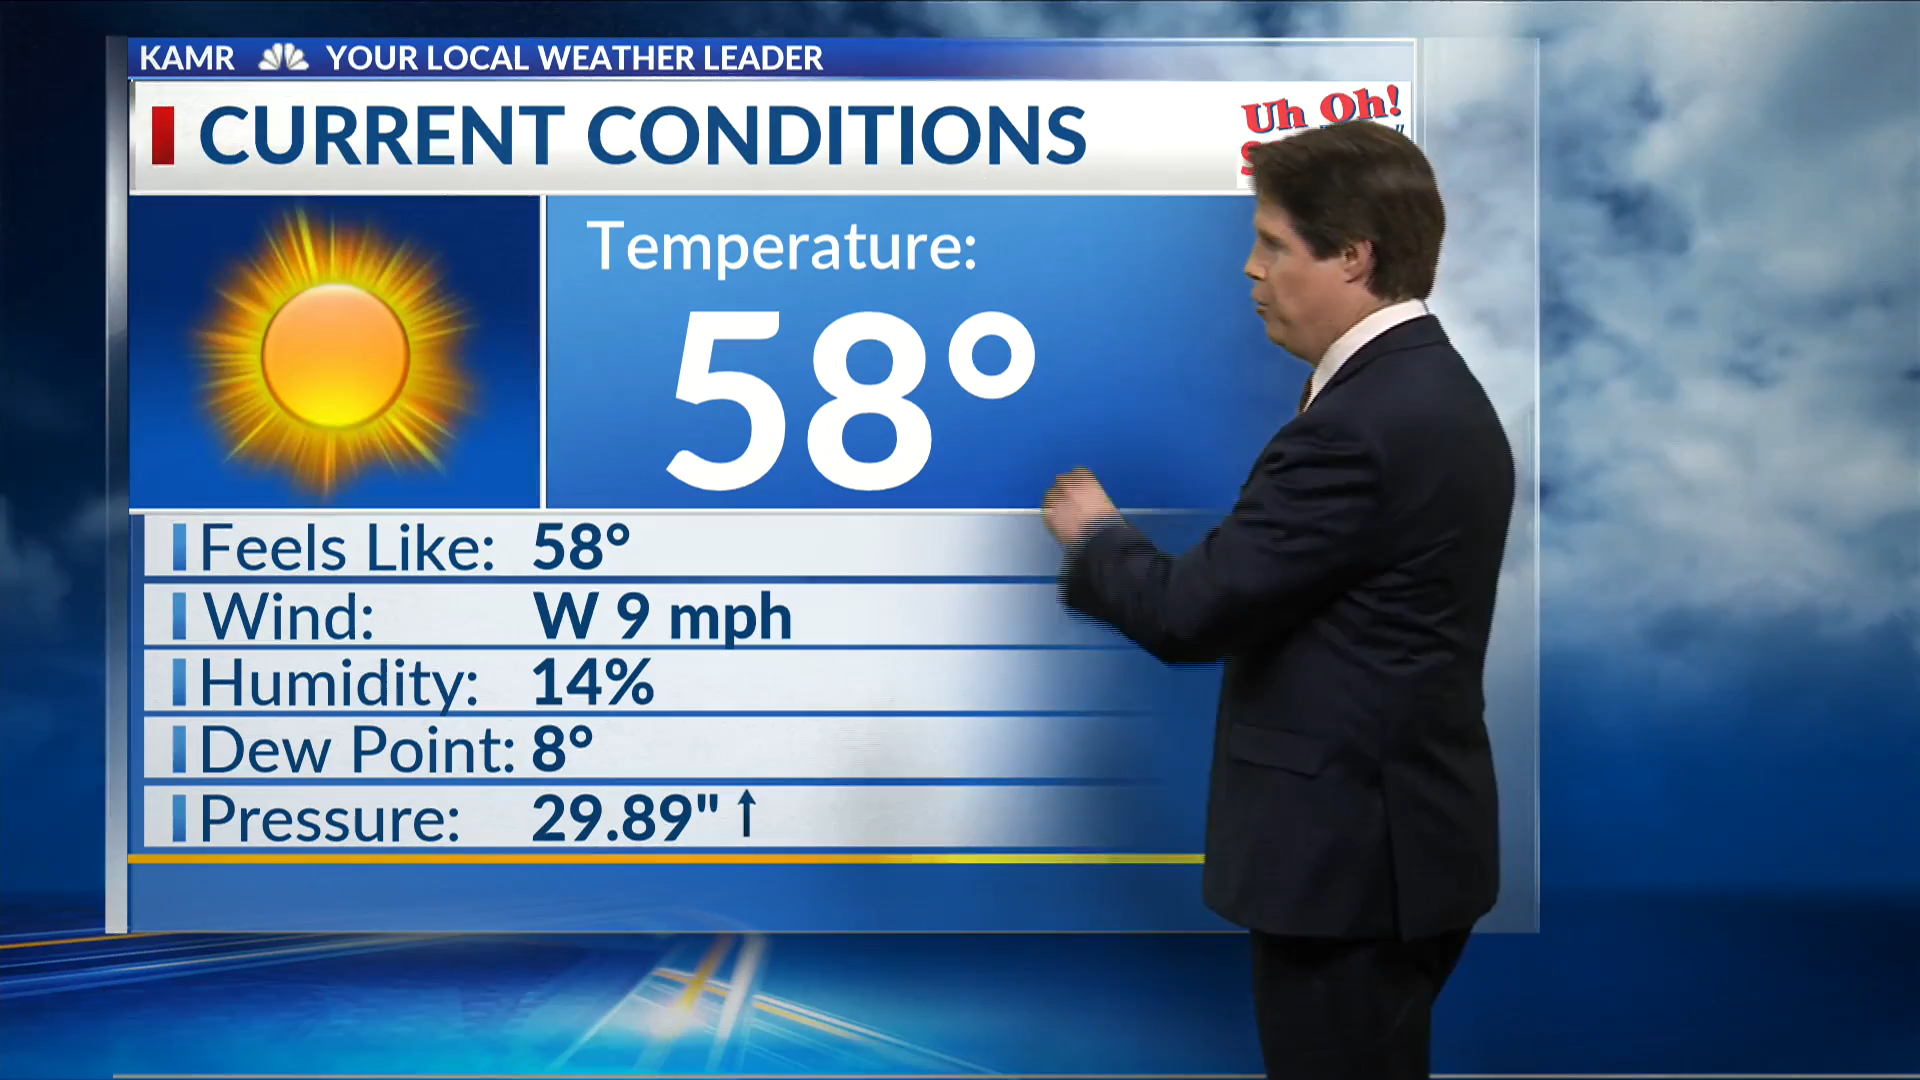 KAMR YOUR LOCAL WEATHER LEADER
CURRENT CONDITIONS
Uh Oh!
Temperature:
58°
Feels Like: 58°
Wind: W 9 mph
Humidity: 14%
Dew Point: 8°
Pressure: 29.89" ↑